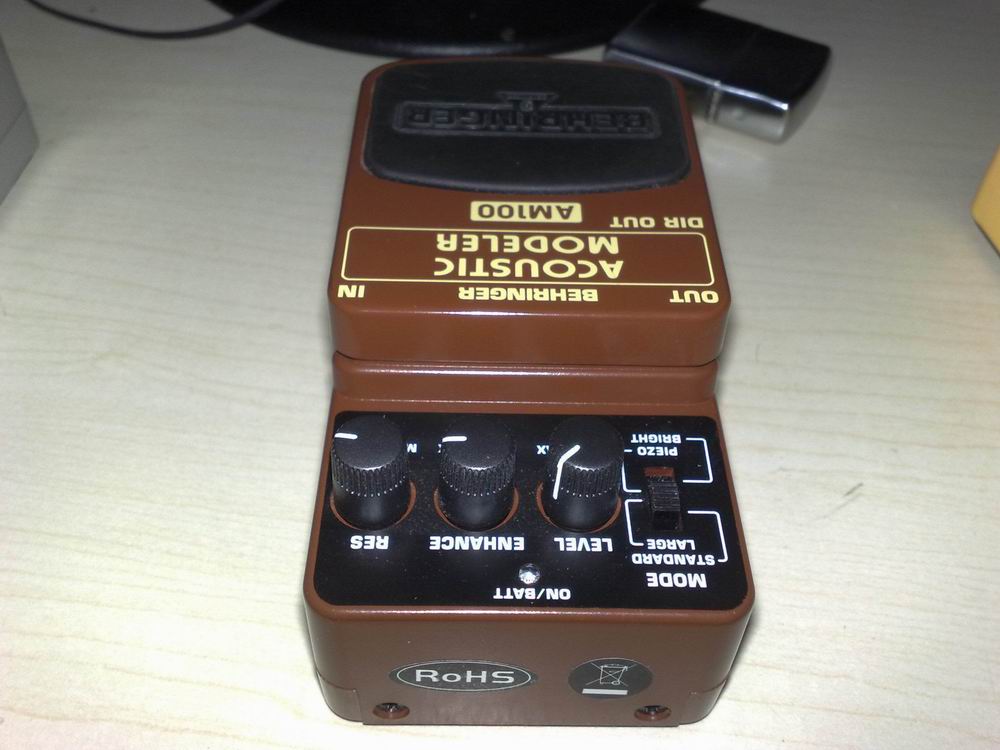 MODE
STANDARD
LARGE
PIEZO
BRIGHT
ON/BATT
LEVEL ENHANCE RES
OUT BEHRINGER IN
ACOUSTIC
MODELER
DIR OUT AM100
BEHRINGER
RoHS